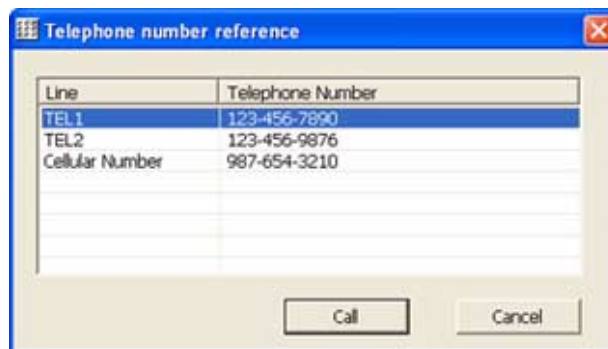 Telephone number reference
Line Telephone Number
TEL1 123-456-7890
TEL2 123-456-9876
Cellular Number 987-654-3210
Call Cancel